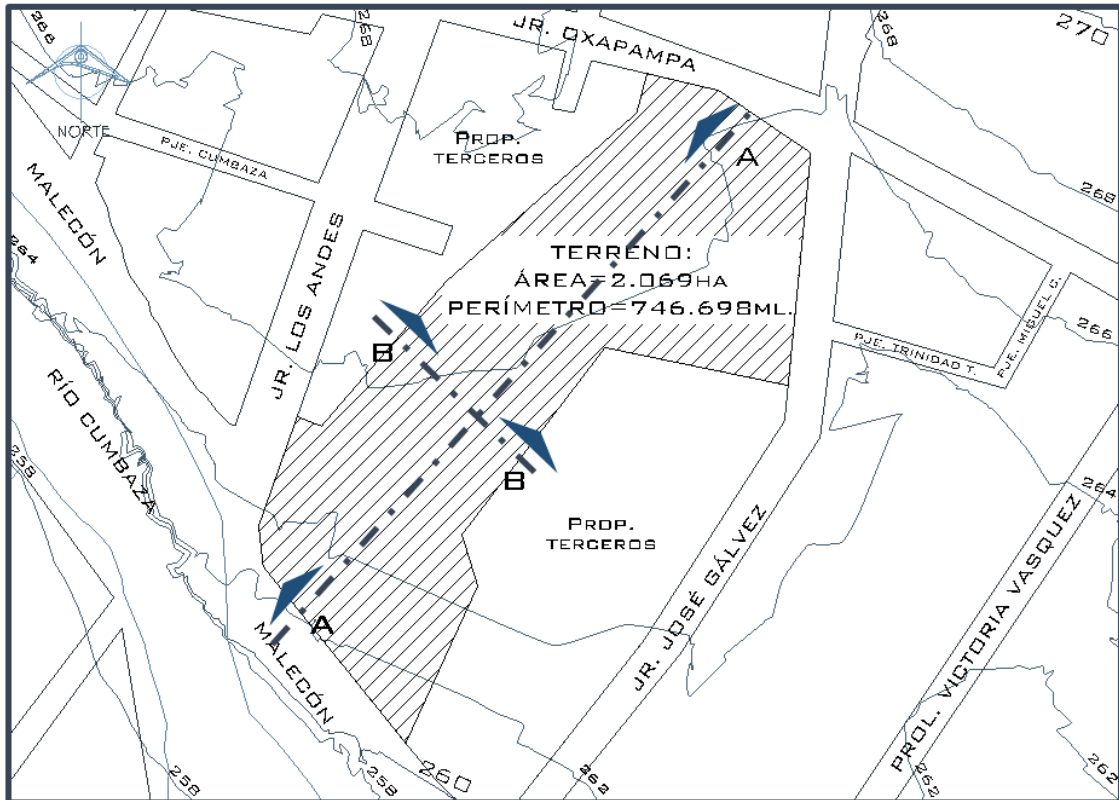 266
268
JR. OXAPAMPA
268
270
NORTE
PJE. CUMBAZA
PROP.
TERCEROS
A
MALECÓN
268
264
JR. LOS ANDES
TERRENO:
ÁREA=2.069HA
PERÍMETRO=746.698ML.
PJE. MIGUEL G.
266
B
PJE. TRINIDAD T.
RÍO CUMBAZA
258
B
264
PROP.
TERCEROS
JR. JOSÉ GÁLVEZ
PROL. VICTORIA VASQUEZ
A
MALECÓN
258
258
260
262
262
262